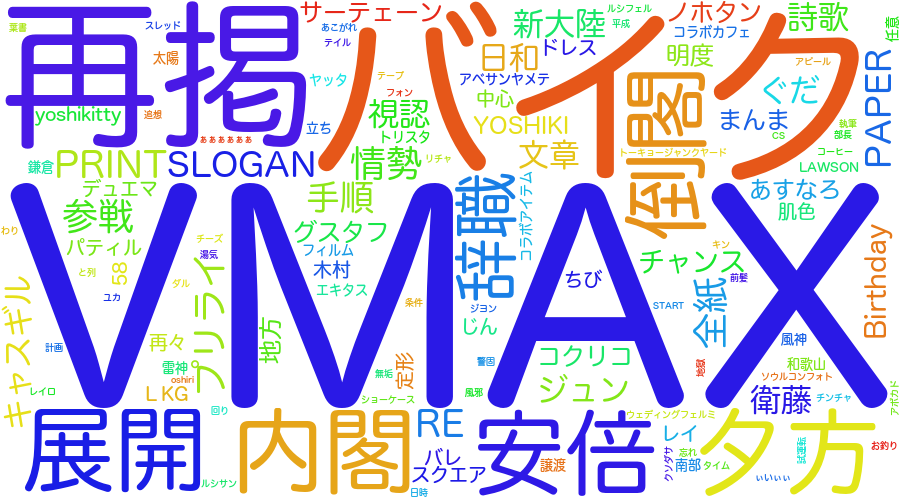 葉書
スレッド
あこがれ
サーテェーン
ルシフェル
平成
ノホタン
詩歌
任意
再掲
バイク
太陽
テイル
新大陸
コラボカフェ
日和
ドレス
明度
アピール
ヤッタ
テープ
アベサンヤメテ
ぐだ
PAPER
yoshikitty
追想
フォン
視認
中心
倒閣
まんま
執筆
立ち
トリスタ
YOSHIKI
CS
部長
ぁぁぁぁぁぁ
トーキョージャンクヤード
コーヒー
鎌倉
PRINT
SLOGAN
情勢
リチャ
文章
LAWSON
デュエマ
手順
辞職
コラボアイテム
あすなろ
参戦
肌色
わり
パティル
グスタフ
Birthday
チーズ
湯気
フィルム
キン
チャンス
と列
58
プリライ
木村
ちび
前髪
ダル
エキタス
VMAX
キャスギル
ユカ
条件
ジヨン
START
全紙
地方
じん
風神
計画
再々
定形
警固
コクリコ
和歌山
雷神
地獄
ソウルコンフォト
無垢
oshiri
レイロ
LKG
ショーケース
風邪
ジュン
衛藤
チンチャ
アボカド
回り
展開
内閣
RE
安倍
ウェディングフェルミ
夕方
レイ
お釣り
バレ
忘れ
試運転
スクエア
譲渡
クソダサ
南部
タイム
ルシサン
日時
ぃいぃぃ